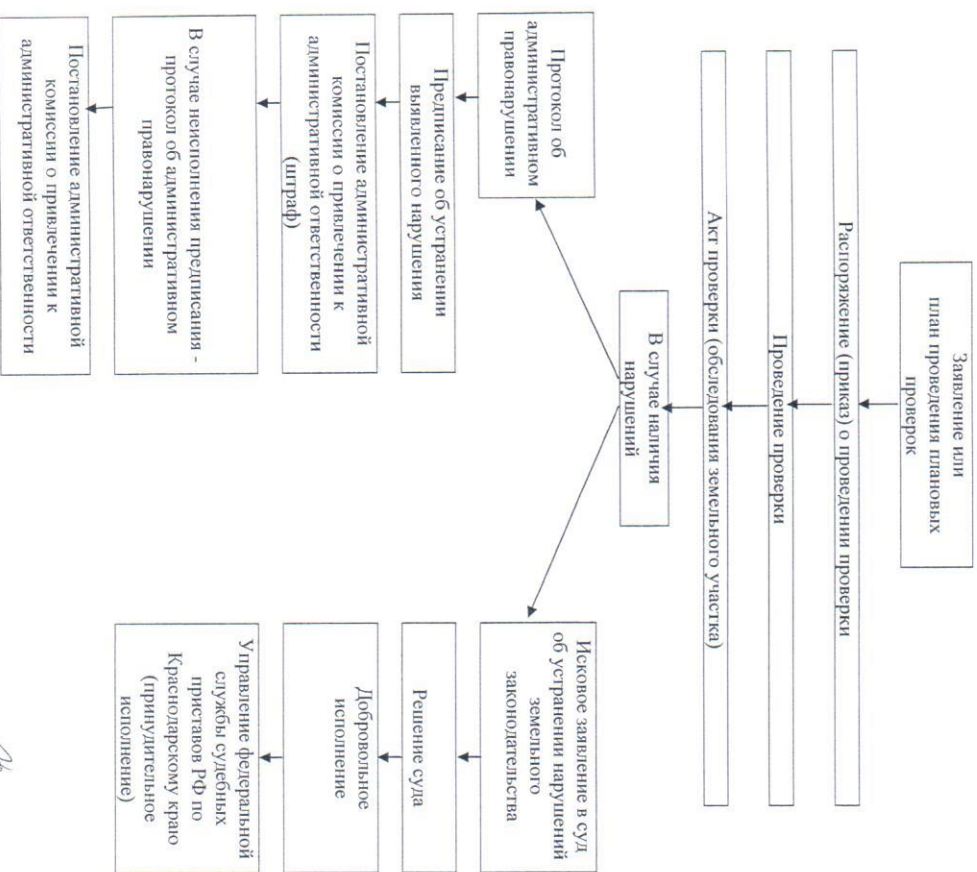 Заявление или
план проведения плановых
проверок
Распоряжение (приказ) о проведении проверки
Проведение проверки
Акт проверки (обследования земельного участка)
В случае наличия
нарушений
Протокол об
административном
правонарушении
Предписание об устранении
выявленного нарушения
Постановление административной
комиссии о привлечении к
административной ответственности
(штраф)
В случае неисполнения предписания -
протокол об административном
правонарушении
Постановление административной
комиссии о привлечении к
административной ответственности
Исковое заявление в суд
об устранении нарушений
земельного
законодательства
Решение суда
Добровольное
исполнение
Управление федеральной
службы судебных
приставов РФ по
Краснодарскому краю
(принудительное
исполнение)